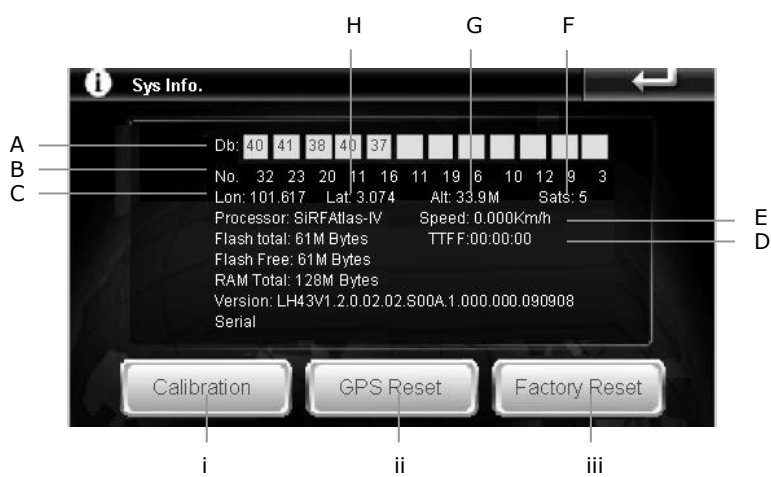 H G F
Sys Info.
A
Db: 40 41 38 40 37
B
No. 32 23 20 11 16 11 19 6 10 12 9 3
C
Lon: 101.617 Lat: 3.074 Alt: 33.9M Sats: 5
Processor: SiRFAtlas-IV Speed: 0.000Km/h
E
Flash total: 61M Bytes TTFF:00:00:00
D
Flash Free: 61M Bytes
RAM Total: 128M Bytes
Version: LH43V1.2.0.02.02.S00A.1.000.000.090908
Serial
Calibration GPS Reset Factory Reset
i ii iii